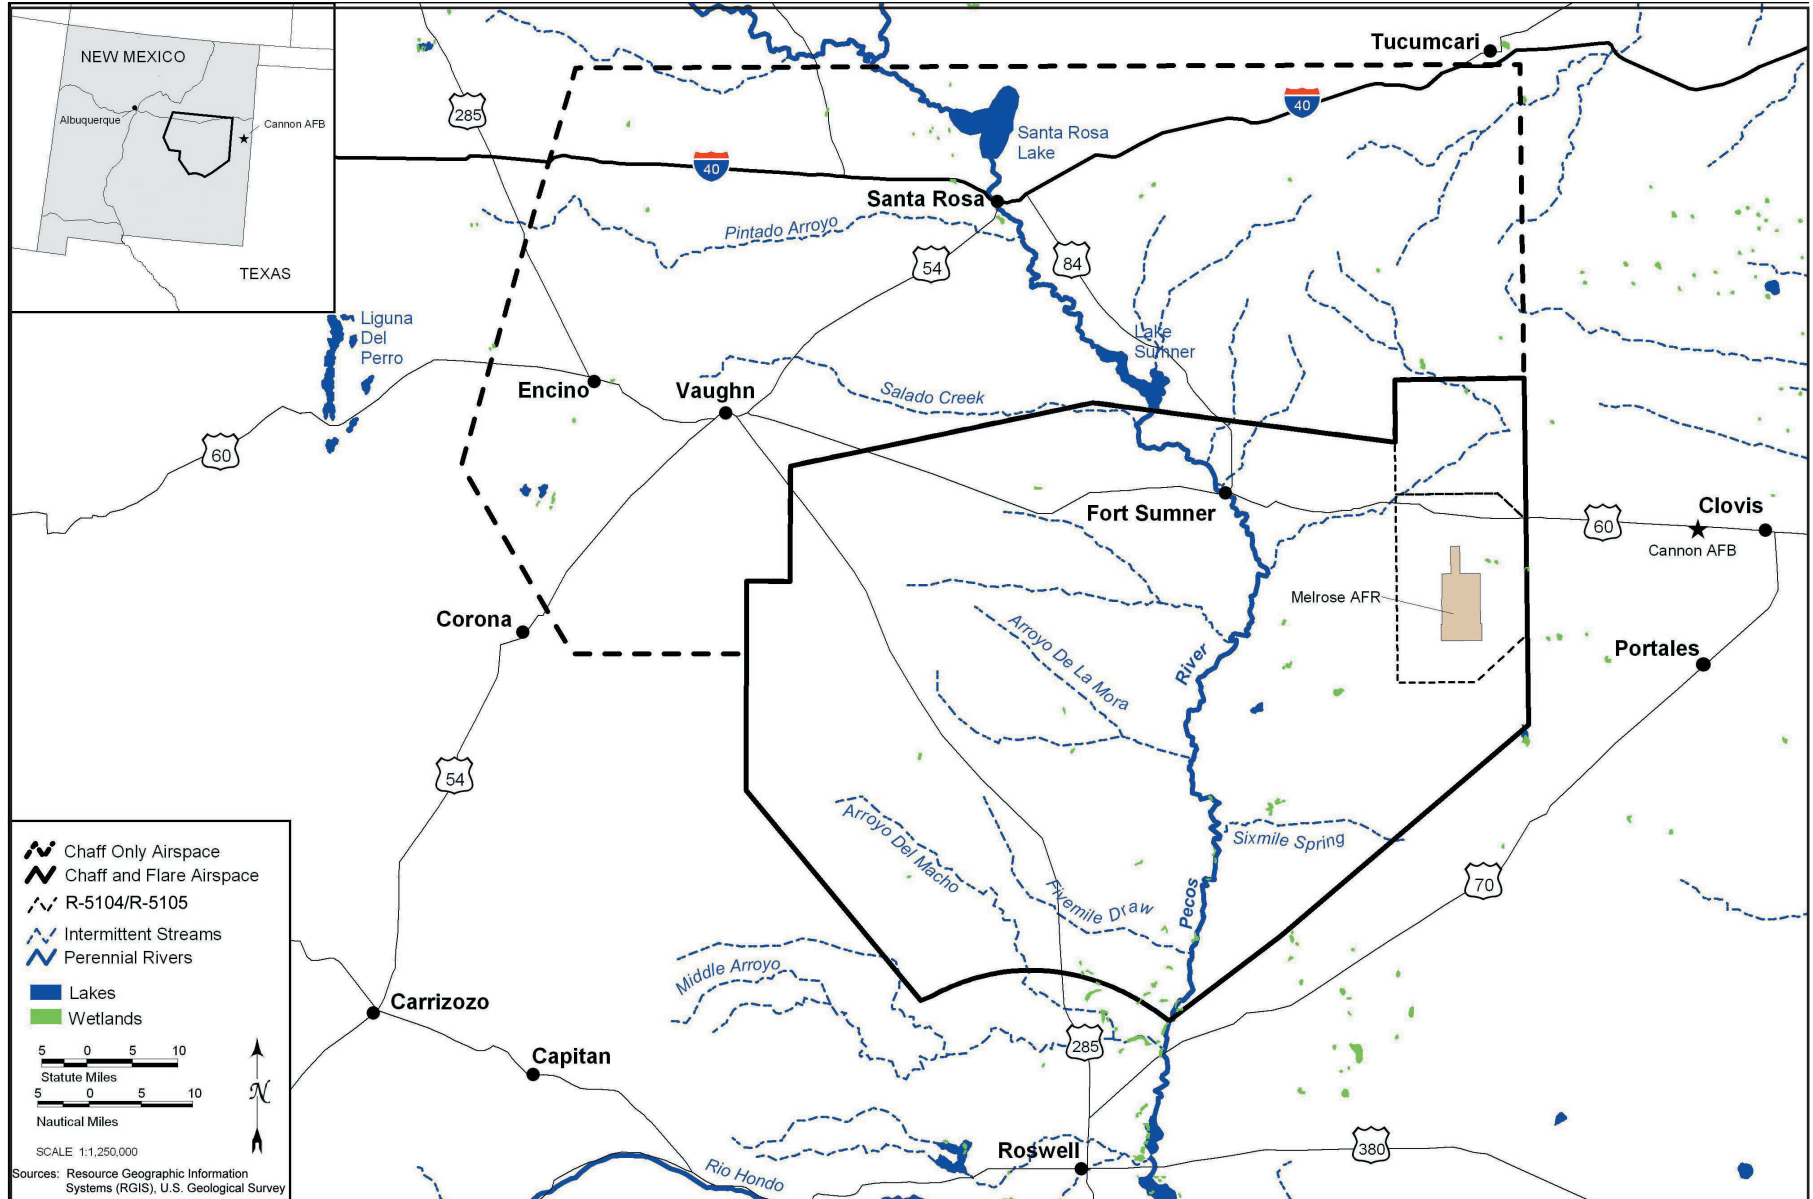 NEW MEXICO
Albuquerque
Cannon AFB
TEXAS
Tucumcari
285
40
40
Santa Rosa
Lake
Santa Rosa
Pintado Arroyo
54
84
Liguna
Del
Perro
Lake
Sumner
Encino
Vaughn
Salado Creek
60
Fort Sumner
60
Clovis
Cannon AFB
Melrose AFR
Corona
Arroyo De La Mora
River
Portales
54
Arroyo Del Macho
Sixmile Spring
Fivemile Draw
Pecos
70
Middle Arroyo
Carrizozo
Capitan
285
Roswell
380
Rio Hondo
Chaff Only Airspace
Chaff and Flare Airspace
R-5104/R-5105
Intermittent Streams
Perennial Rivers
Lakes
Wetlands
5 0 5 10
Statute Miles
5 0 5 10
Nautical Miles
N
SCALE 1:1,250,000
Sources: Resource Geographic Information
Systems (RGIS), U.S. Geological Survey